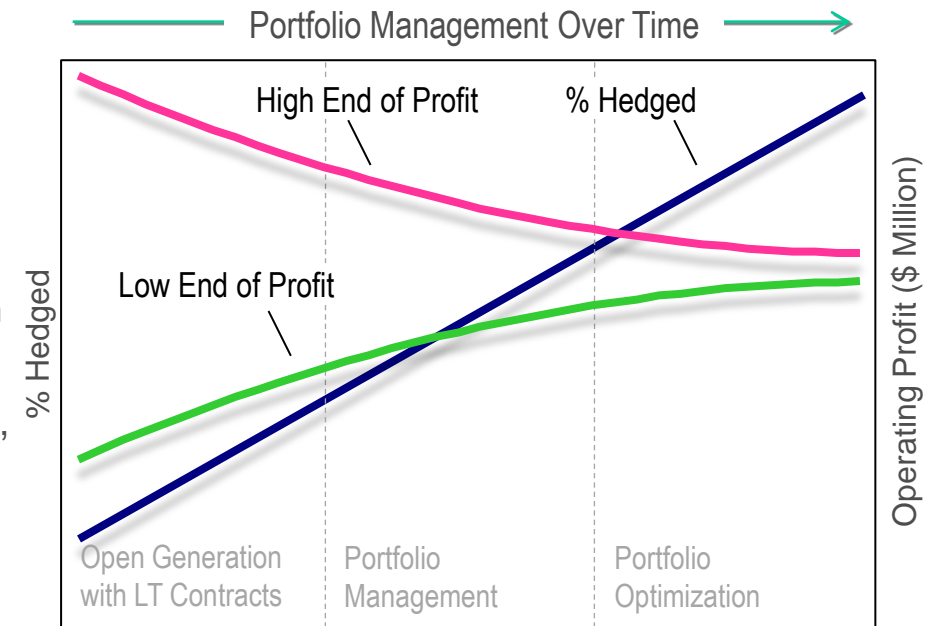 Portfolio Management Over Time
High End of Profit
% Hedged
Low End of Profit
% Hedged
Operating Profit ($ Million)
Open Generation
with LT Contracts
Portfolio
Management
Portfolio
Optimization
,